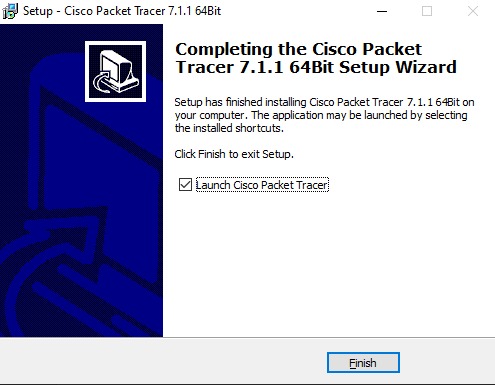 Setup - Cisco Packet Tracer 7.1.1 64Bit
Completing the Cisco Packet
Tracer 7.1.1 64Bit Setup Wizard
Setup has finished installing Cisco Packet Tracer 7.1.1 64Bit on
your computer. The application may be launched by selecting
the installed shortcuts.
Click Finish to exit Setup.
Launch Cisco Packet Tracer
Finish